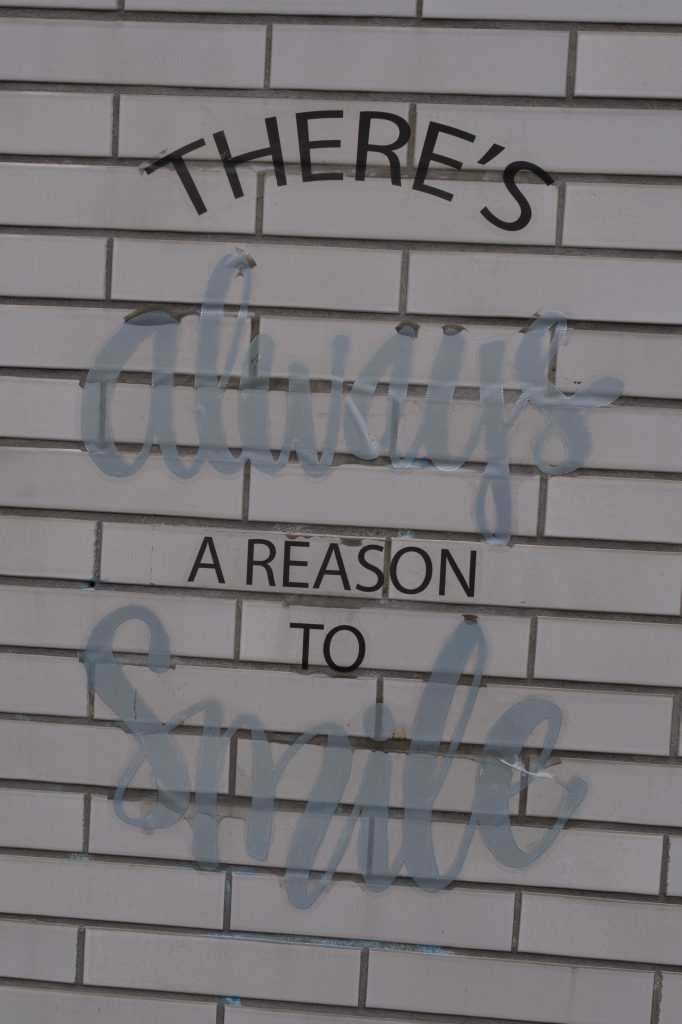 THERE'S
always
A REASON
TO
smile